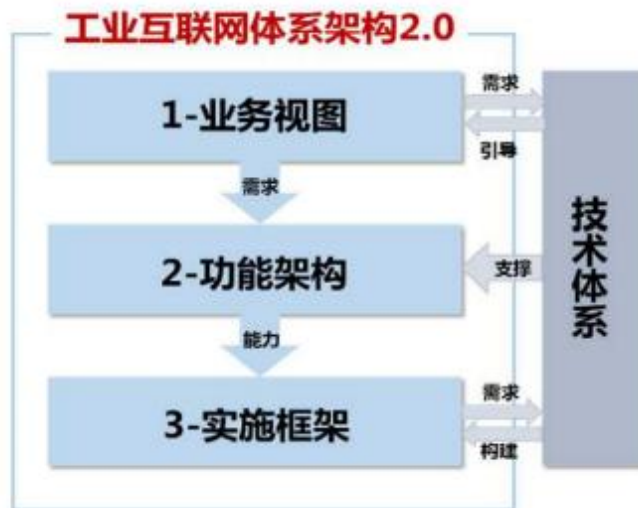 工业互联网体系架构2.0
1-业务视图
需求
引导
需求
2-功能架构
支撑
能力
3-实施框架
需求
构建
技术体系